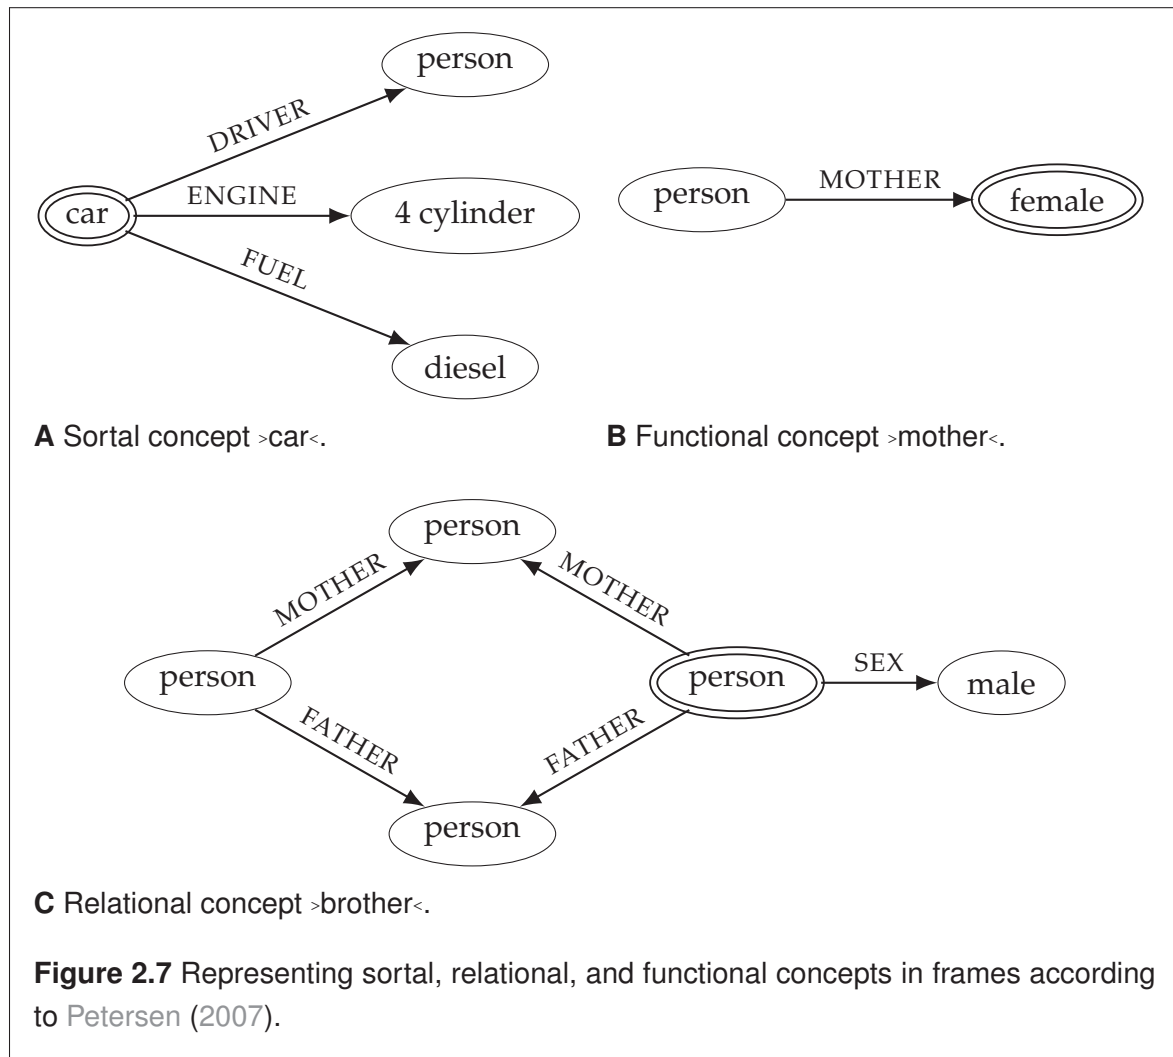 person
DRIVER
car
ENGINE
4 cylinder
FUEL
diesel
person
MOTHER
female
A Sortal concept ›car‹.
B Functional concept ›mother‹.
person
MOTHER
MOTHER
person
person
SEX
male
FATHER
FATHER
person
C Relational concept ›brother‹.
Figure 2.7 Representing sortal, relational, and functional concepts in frames according
to Petersen (2007).